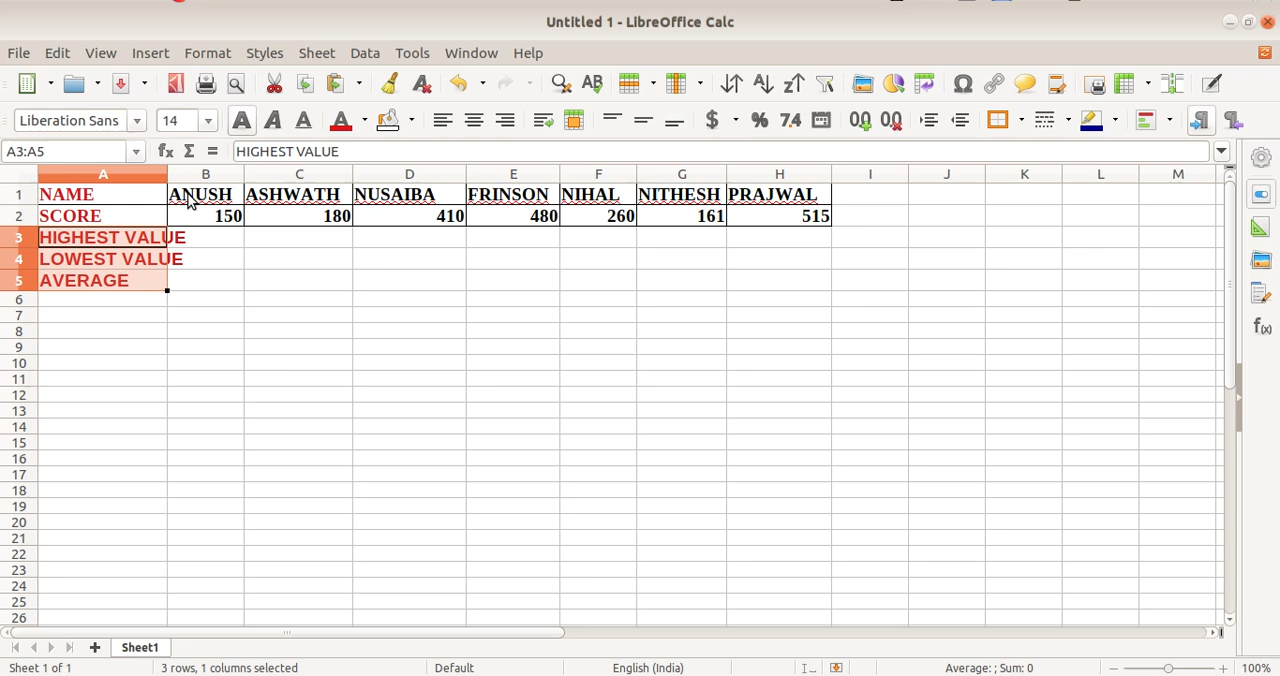 Untitled 1 - LibreOffice Calc
File Edit View Insert Format Styles Sheet Data Tools Window Help
Liberation Sans 14
A3:A5 HIGHEST VALUE
A B C D E F G H I J K L M
1 NAME ANUSH ASHWATH NUSAIBA FRINSON NIHAL NITHESH PRAJWAL
2 SCORE 150 180 410 480 260 161 515
3 HIGHEST VALUE
4 LOWEST VALUE
5 AVERAGE
6
7
8
9
10
11
12
13
14
15
16
17
18
19
20
21
22
23
24
25
26
Sheet1
Sheet 1 of 1 3 rows, 1 columns selected Default English (India) Average: ; Sum: 0 100%